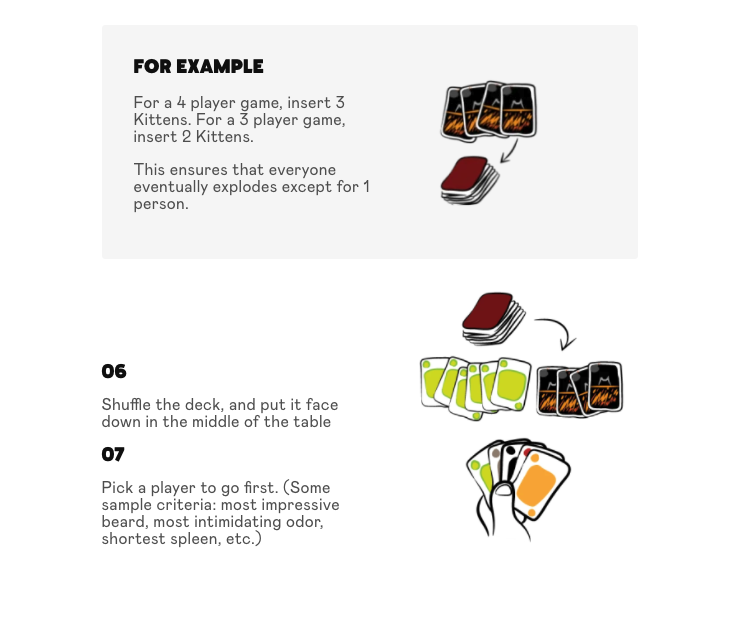 FOR EXAMPLE
For a 4 player game, insert 3
Kittens. For a 3 player game,
insert 2 Kittens.
This ensures that everyone
eventually explodes except for 1
person.
06
Shuffle the deck, and put it face
down in the middle of the table
07
Pick a player to go first. (Some
sample criteria: most impressive
beard, most intimidating odor,
shortest spleen, etc.)